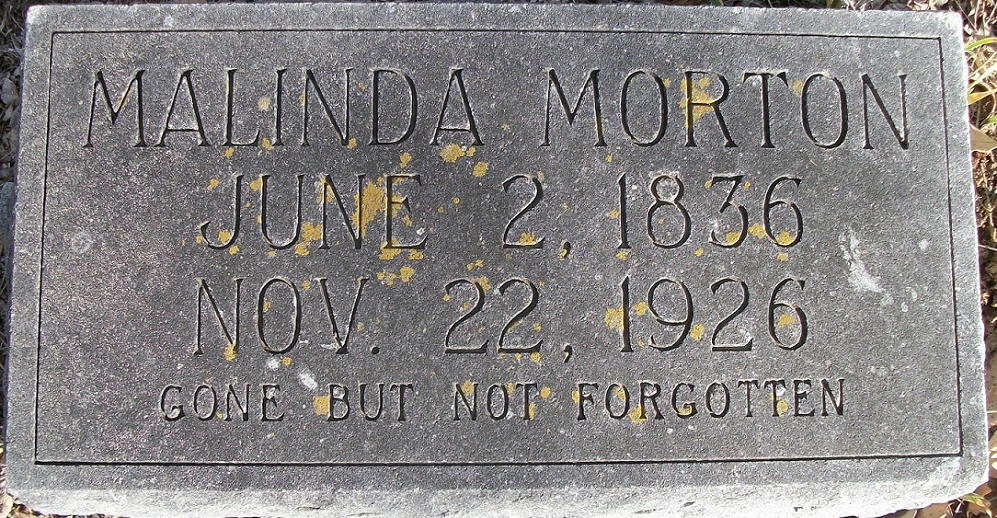 MALINDA MORTON
JUNE 2, 1836
NOV. 22, 1926
GONE BUT NOT FORGOTTEN